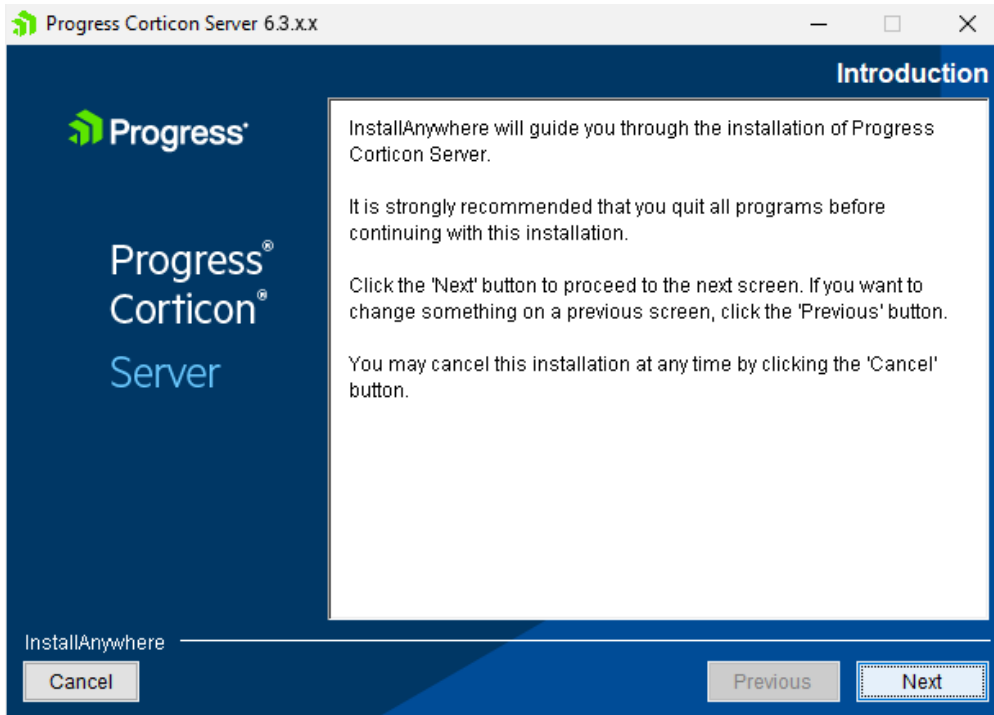 Progress Corticon Server 6.3.x.x
Introduction
Progress
InstallAnywhere will guide you through the installation of Progress
Corticon Server.
It is strongly recommended that you quit all programs before
continuing with this installation.
Click the 'Next' button to proceed to the next screen. If you want to
change something on a previous screen, click the 'Previous' button.
You may cancel this installation at any time by clicking the 'Cancel'
button.
Progress®
Corticon®
Server
InstallAnywhere
Cancel
Previous
Next